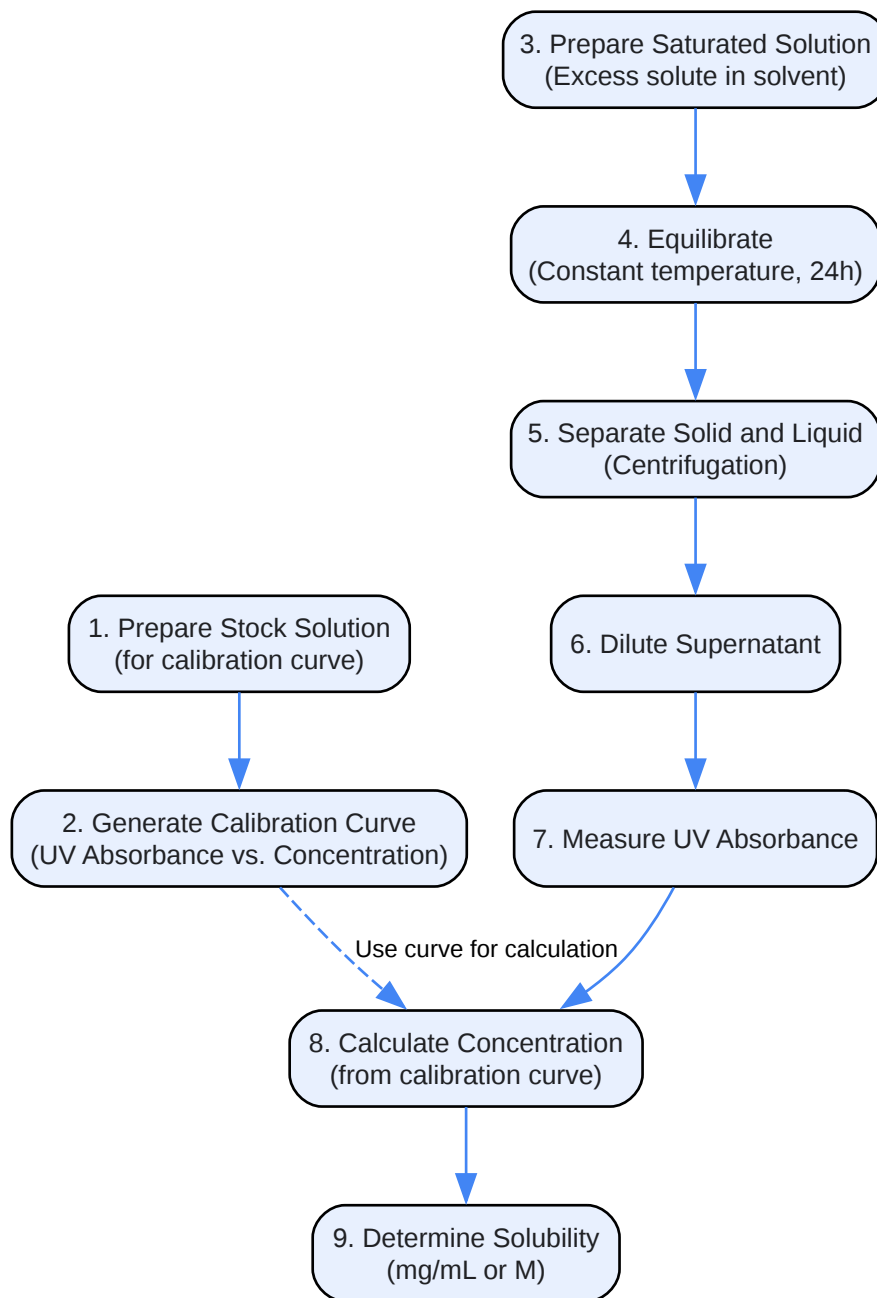 3. Prepare Saturated Solution
(Excess solute in solvent)
4. Equilibrate
(Constant temperature, 24h)
5. Separate Solid and Liquid
(Centrifugation)
1. Prepare Stock Solution
(for calibration curve)
6. Dilute Supernatant
2. Generate Calibration Curve
(UV Absorbance vs. Concentration)
7. Measure UV Absorbance
Use curve for calculation
8. Calculate Concentration
(from calibration curve)
9. Determine Solubility
(mg/mL or M)